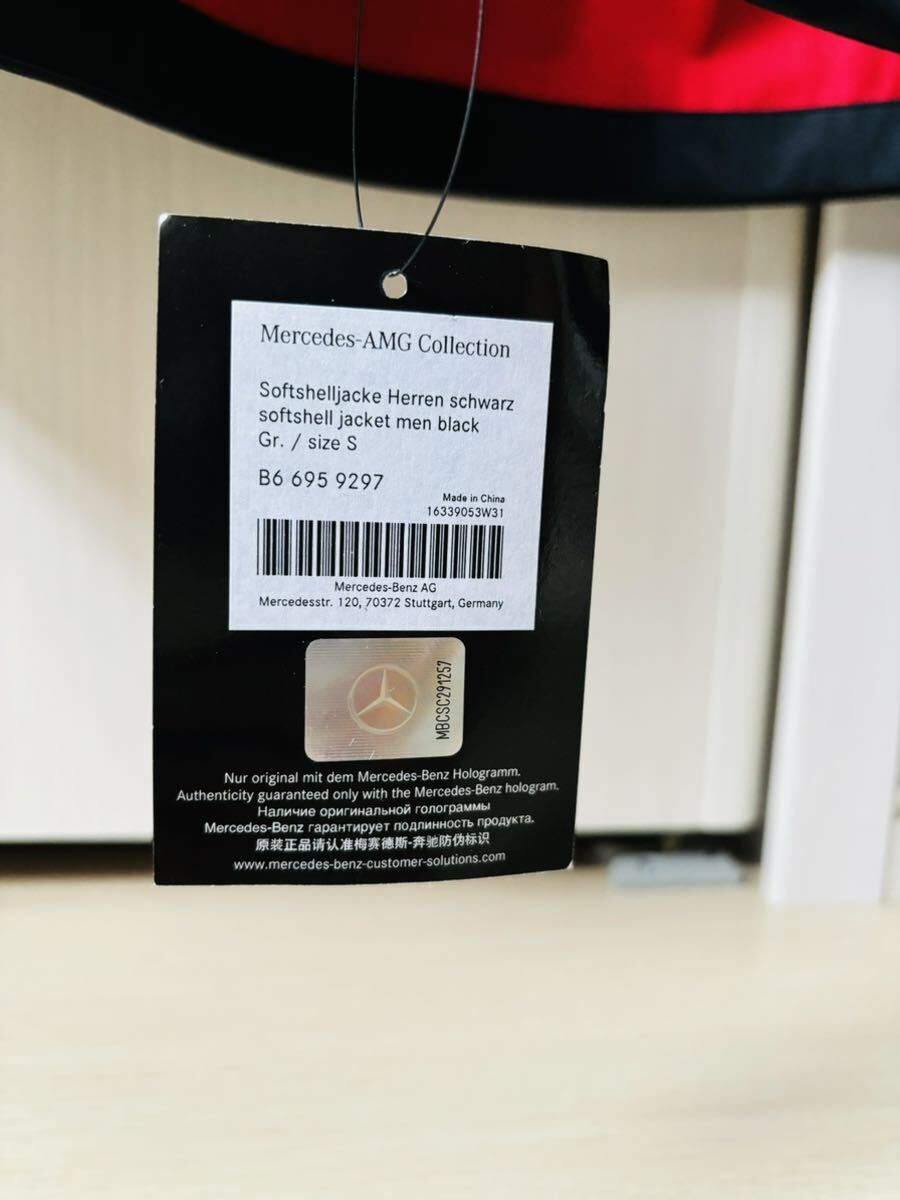 Mercedes-AMG Collection
Softshelljacke Herren schwarz
softshell jacket men black
Gr. / size S
B6 695 9297
Made in China
16339053W31
Mercedes-Benz AG
Mercedesstr. 120, 70372 Stuttgart, Germany
MBCSC291257
Nur original mit dem Mercedes-Benz Hologramm.
Authenticity guaranteed only with the Mercedes-Benz hologram.
Наличие оригинальной голограммы
Mercedes-Benz гарантирует подлинность продукта.
原装正品请认准梅赛德斯-奔驰防伪标识
www.mercedes-benz-customer-solutions.com